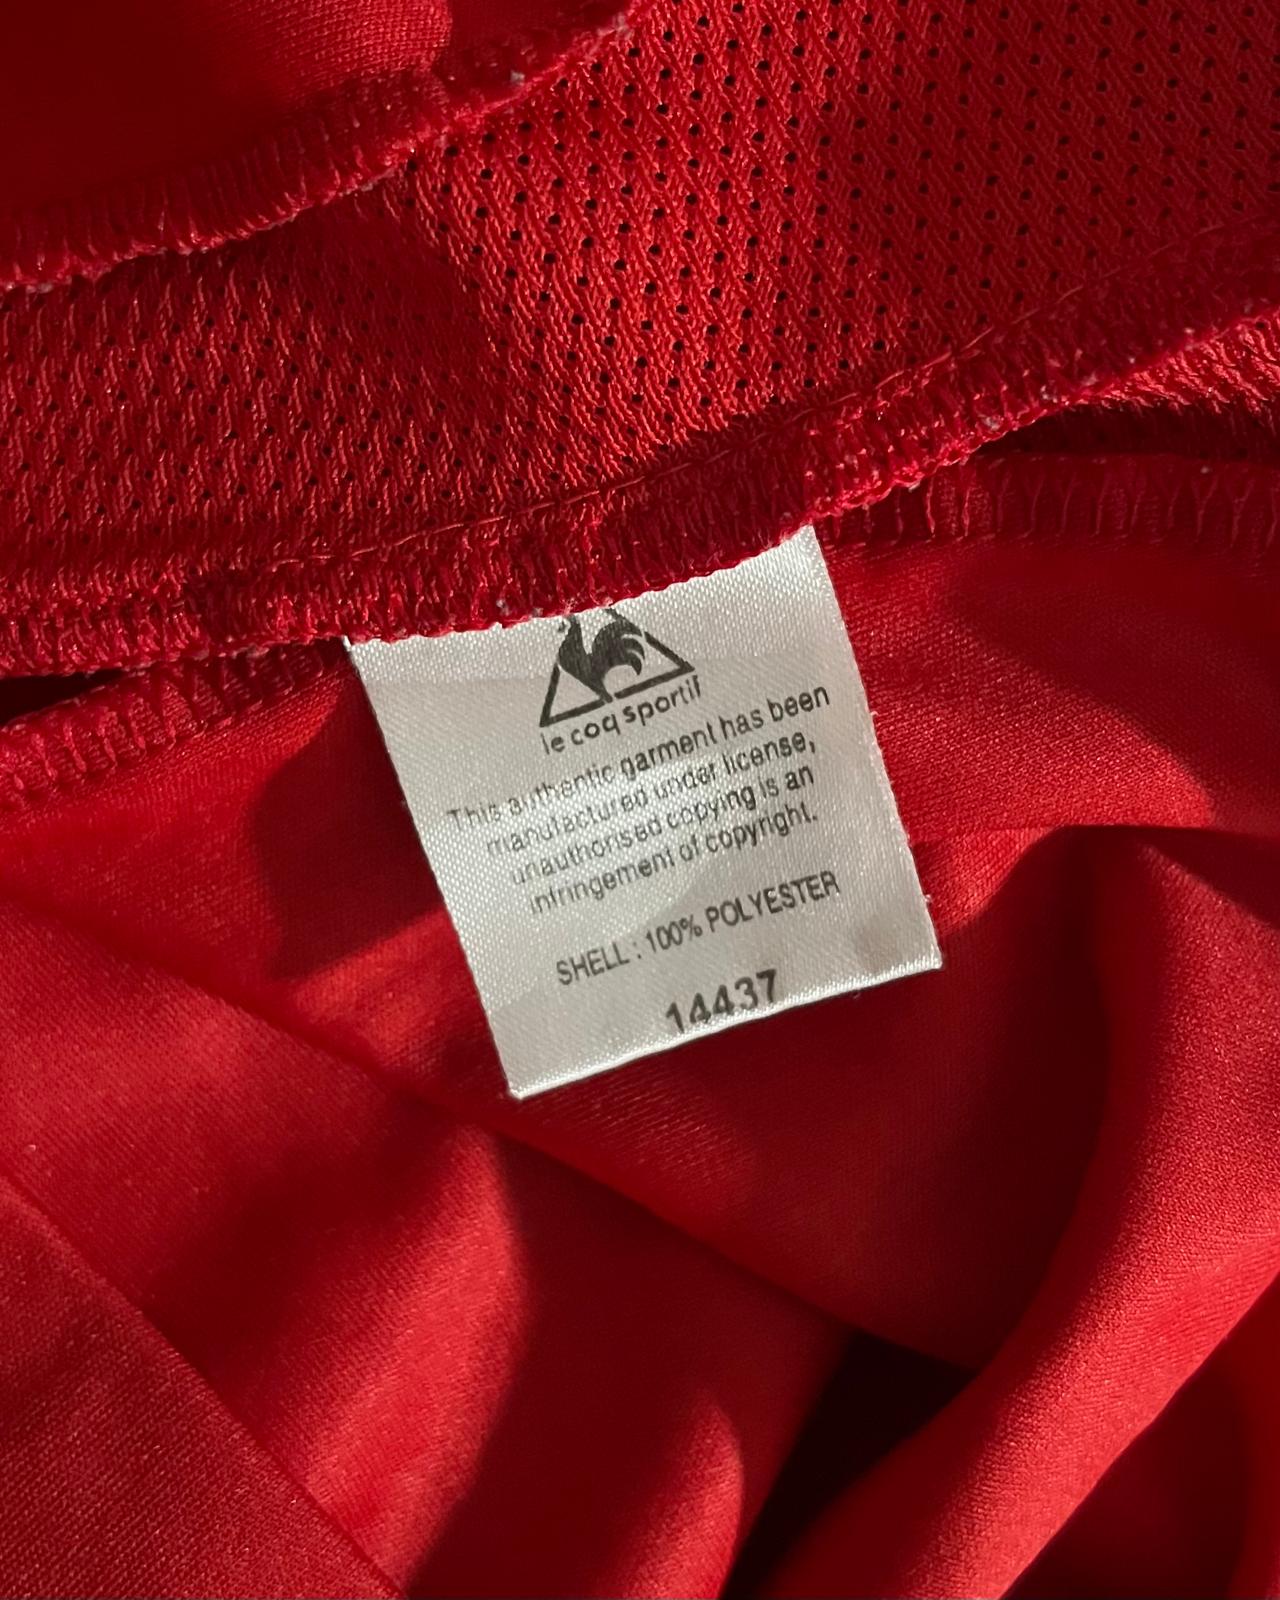 le coq sportif
This authentic garment has been
manufactured under license,
unauthorised copying is an
infringement of copyright.
SHELL : 100% POLYESTER
14437